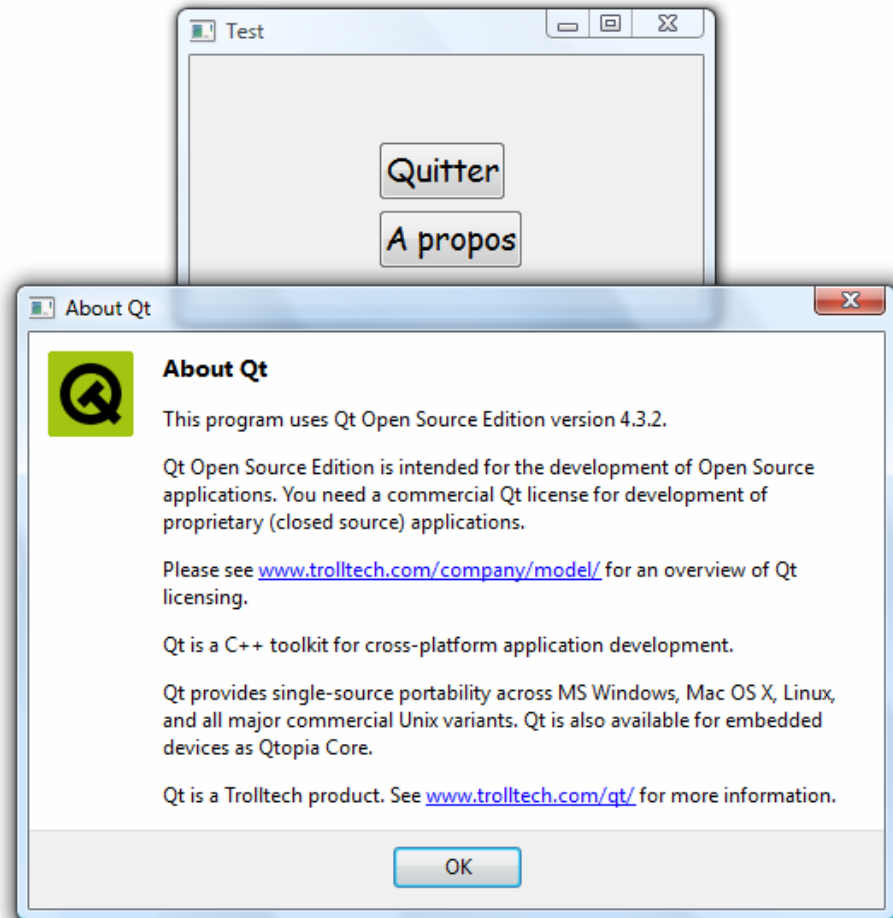 Test
Quitter
A propos
About Qt
About Qt
This program uses Qt Open Source Edition version 4.3.2.
Qt Open Source Edition is intended for the development of Open Source
applications. You need a commercial Qt license for development of
proprietary (closed source) applications.
Please see www.trolltech.com/company/model/ for an overview of Qt
licensing.
Qt is a C++ toolkit for cross-platform application development.
Qt provides single-source portability across MS Windows, Mac OS X, Linux,
and all major commercial Unix variants. Qt is also available for embedded
devices as Qtopia Core.
Qt is a Trolltech product. See www.trolltech.com/qt/ for more information.
OK